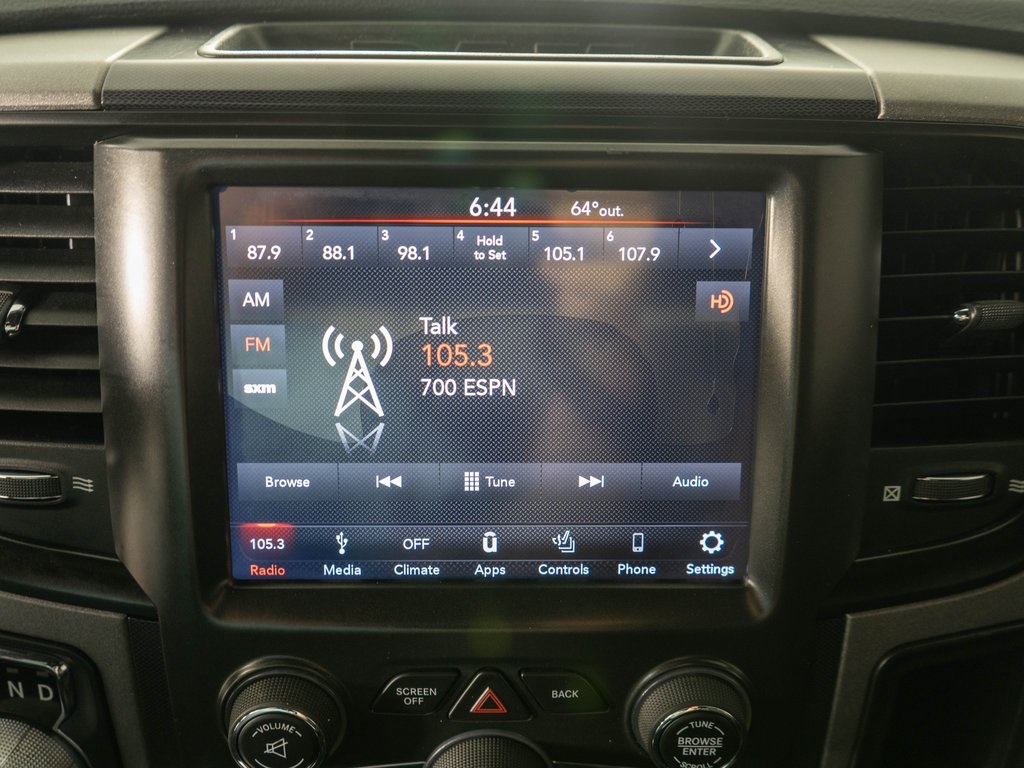 6:44 64°out.
1 87.9 2 88.1 3 98.1 4 Hold to Set 5 105.1 6 107.9
AM
HD
FM
sxm
Talk
105.3
700 ESPN
Browse Tune Audio
105.3 OFF
Radio Media Climate Apps Controls Phone Settings
N D
SCREEN OFF
BACK
VOLUME
TUNE
BROWSE
ENTER
SCROLL